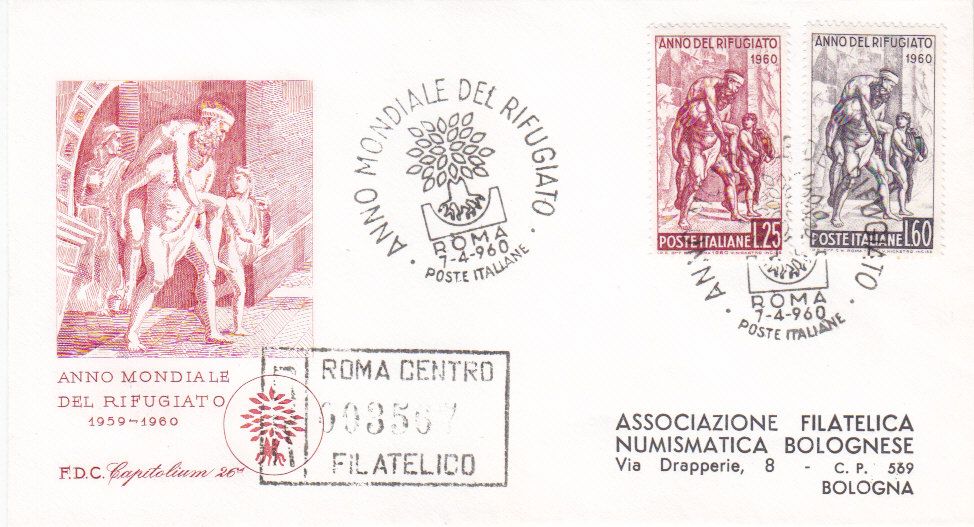 ANNO MONDIALE DEL RIFUGIATO
ROMA
7-4-960
POSTE ITALIANE
ANNO DEL RIFUGIATO
1960
POSTE ITALIANE L.25
ANNO DEL RIFUGIATO
1960
POSTE ITALIANE L.60
ROMA
7-4-960
POSTE ITALIANE
ANNO MONDIALE
DEL RIFUGIATO
1959-1960
F.D.C. Capitolium 26
ROMA CENTRO
003567
FILATELICO
ASSOCIAZIONE FILATELICA
NUMISMATICA BOLOGNESE
Via Drapperie, 8 - C. P. 569
BOLOGNA